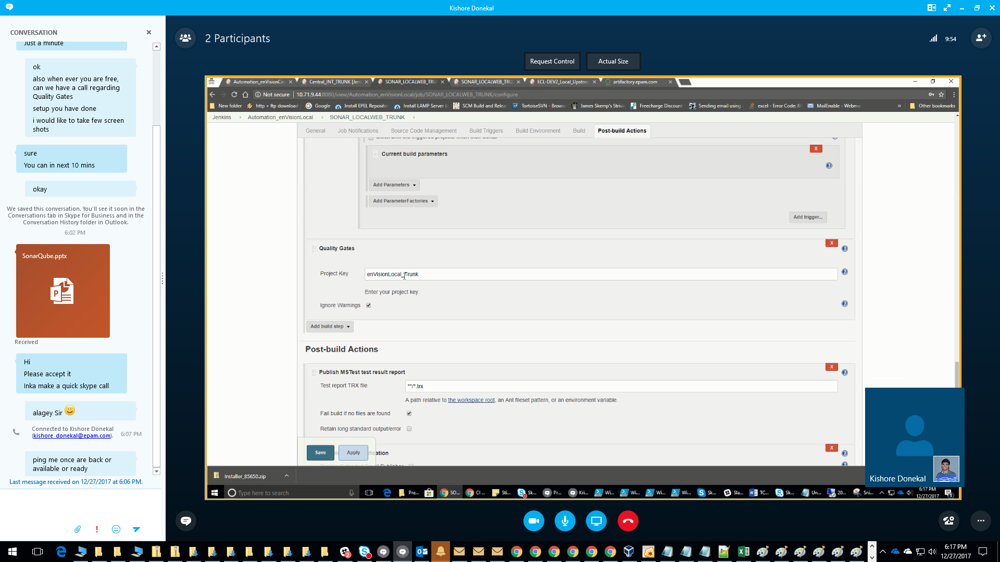 Kishore Donekal
CONVERSATION
Just a minute
ok
also when ever you are free,
can we have a call regarding
Quality Gates
setup you have done
i would like to take few screen
shots
sure
You can in next 10 mins
okay
We saved this conversation. You'll see it soon in the
Conversations tab in Skype for Business and in the
Conversation History folder in Outlook.
6:02 PM
SonarQube.pptx
Received
Hi
Please accept it
Inka make a quick skype call
alagey Sir
Connected to Kishore Donekal
(kishore_donekal@epam.com).
6:07 PM
ping me once are back or
available or ready
Last message received on 12/27/2017 at 6:06 PM.
2 Participants
9:54
Request Control
Actual Size
Automation_enVisionCen
Central_INT_TRUNK [Jen
SONAR_LOCALWEB_TRU
SONAR_LOCALWEB_TRU
ECL-DEV2_Local_Upstrea
artifactory.epam.com
Not secure
10.71.9.44:8080/view/Automation_enVisionLocal/job/SONAR_LOCALWEB_TRUNK/configure
New folder
http + ftp download
Google
Install EPEL Reposito
Install LAMP Server (
SCM Build and Relea
TortoiseSVN - Brows
James Skemp's Strivi
Freecharge Discount
Sending email using
excel - Error Code: 80
MailEnable - Webma
»
Other bookmarks
Jenkins
Automation_enVisionLocal
SONAR_LOCALWEB_TRUNK
General
Job Notifications
Source Code Management
Build Triggers
Build Environment
Build
Post-build Actions
Block until the triggered projects finish their builds
Current build parameters
X
Add Parameters
Add ParameterFactories
Add trigger...
Quality Gates
X
Project Key
enVisionLocal_Trunk
Enter your project key.
Ignore Warnings
Add build step
Post-build Actions
Publish MSTest test result report
X
Test report TRX file
**/*.trx
A path relative to the workspace root, an Ant fileset pattern, or an environment variable.
Fail build if no files are found
Retain long standard output/error
Save
Apply
ication
X
Installer_85650.zip
Kishore Donekal
Type here to search
Pre...
SO...
CI ...
Sti...
Sk...
Pr...
Kri...
Wi...
Wi...
Wi...
Wi...
Sk...
Sla...
TC...
Sk...
Un...
20...
Sni...
6:17 PM
12/27/2017
6:17 PM
12/27/2017